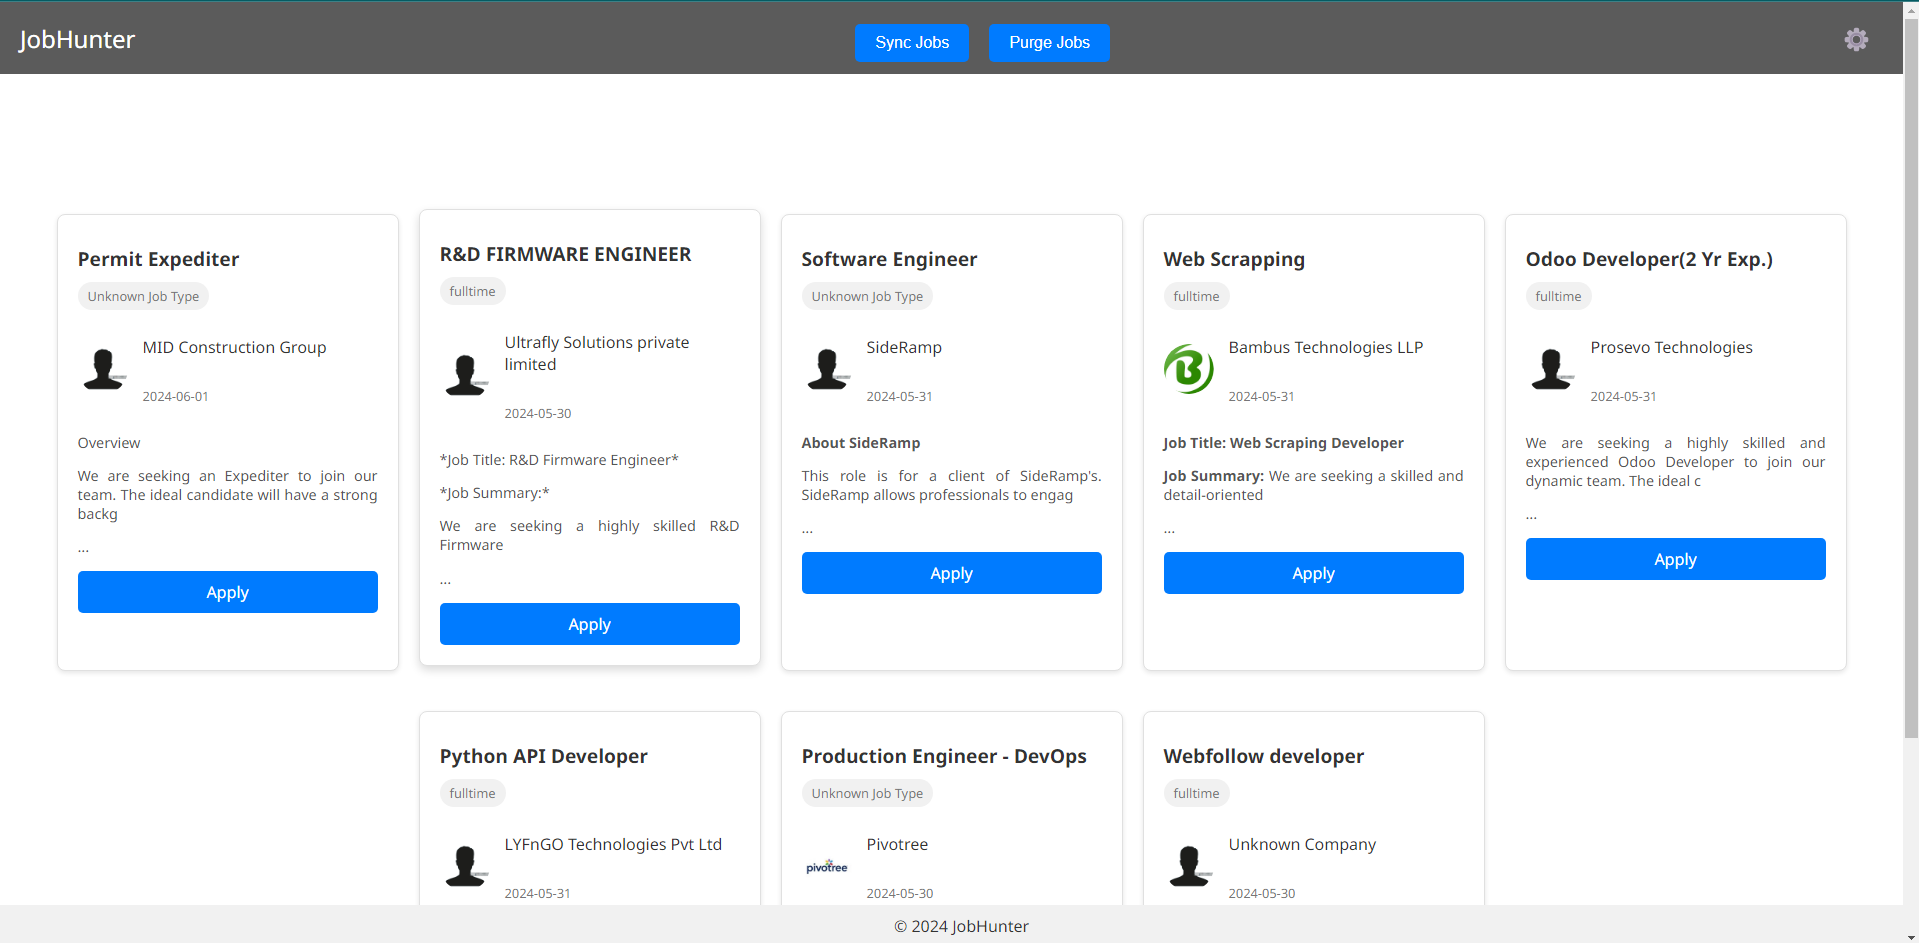 JobHunter
Sync Jobs
Purge Jobs
Permit Expediter
Unknown Job Type
MID Construction Group
2024-06-01
Overview
We are seeking an Expediter to join our
team. The ideal candidate will have a strong
backg
...
Apply
R&D FIRMWARE ENGINEER
fulltime
Ultrafly Solutions private
limited
2024-05-30
*Job Title: R&D Firmware Engineer*
*Job Summary:*
We are seeking a highly skilled R&D
Firmware
...
Apply
Software Engineer
Unknown Job Type
SideRamp
2024-05-31
About SideRamp
This role is for a client of SideRamp's.
SideRamp allows professionals to engag
...
Apply
Web Scrapping
fulltime
Bambus Technologies LLP
2024-05-31
Job Title: Web Scraping Developer
Job Summary: We are seeking a skilled and
detail-oriented
...
Apply
Odoo Developer(2 Yr Exp.)
fulltime
Prosevo Technologies
2024-05-31
We are seeking a highly skilled and
experienced Odoo Developer to join our
dynamic team. The ideal c
...
Apply
Python API Developer
fulltime
LYFnGO Technologies Pvt Ltd
2024-05-31
Production Engineer - DevOps
Unknown Job Type
pivotree
Pivotree
2024-05-30
Webfollow developer
fulltime
Unknown Company
2024-05-30
© 2024 JobHunter